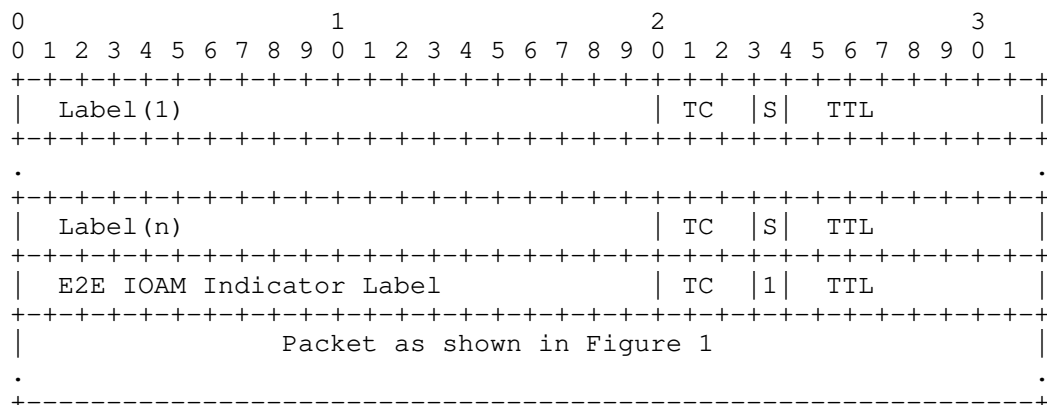 0                   1                   2                   3
0 1 2 3 4 5 6 7 8 9 0 1 2 3 4 5 6 7 8 9 0 1 2 3 4 5 6 7 8 9 0 1
+-+-+-+-+-+-+-+-+-+-+-+-+-+-+-+-+-+-+-+-+-+-+-+-+-+-+-+-+-+-+-+-+
|  Label(1)                             | TC  |S|  TTL          |
+-+-+-+-+-+-+-+-+-+-+-+-+-+-+-+-+-+-+-+-+-+-+-+-+-+-+-+-+-+-+-+-+
.                                                               .
+-+-+-+-+-+-+-+-+-+-+-+-+-+-+-+-+-+-+-+-+-+-+-+-+-+-+-+-+-+-+-+-+
|  Label(n)                             | TC  |S|  TTL          |
+-+-+-+-+-+-+-+-+-+-+-+-+-+-+-+-+-+-+-+-+-+-+-+-+-+-+-+-+-+-+-+-+
|  E2E IOAM Indicator Label             | TC  |1|  TTL          |
+-+-+-+-+-+-+-+-+-+-+-+-+-+-+-+-+-+-+-+-+-+-+-+-+-+-+-+-+-+-+-+-+
|                Packet as shown in Figure 1                    |
.                                                               .
+---------------------------------------------------------------+